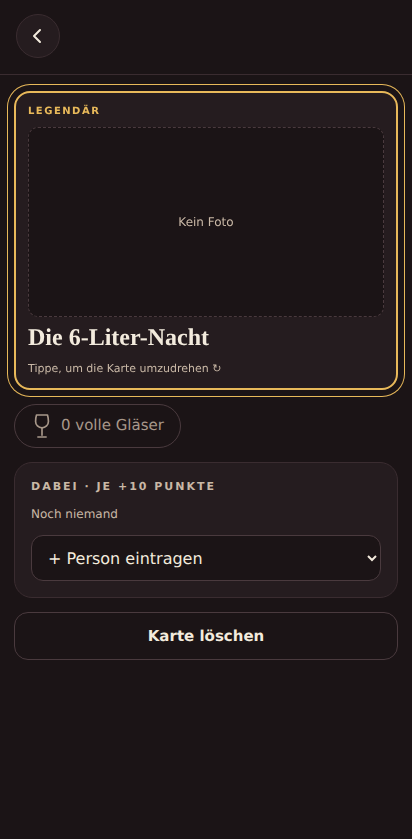 LEGENDÄR
Kein Foto
Die 6-Liter-Nacht
Tippe, um die Karte umzudrehen ↻
0 volle Gläser
DABEI · JE +10 PUNKTE
Noch niemand
+ Person eintragen
Karte löschen